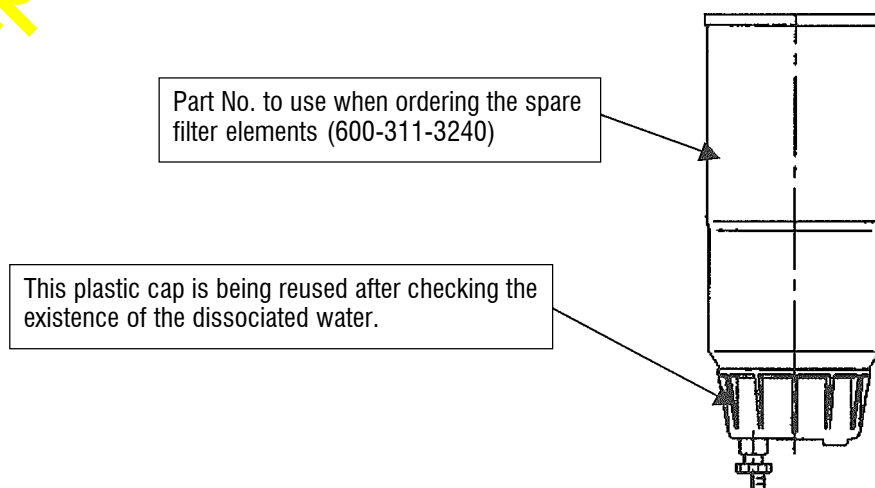 Part No. to use when ordering the spare
filter elements (600-311-3240)
This plastic cap is being reused after checking the
existence of the dissociated water.